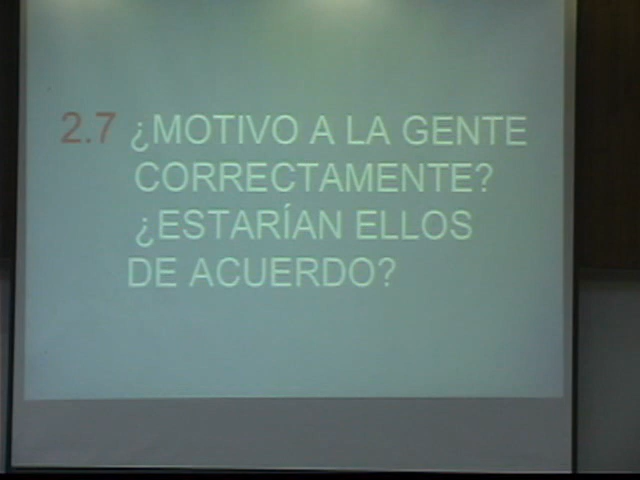 2.7 ¿MOTIVO A LA GENTE
CORRECTAMENTE?
¿ESTARÍAN ELLOS
DE ACUERDO?